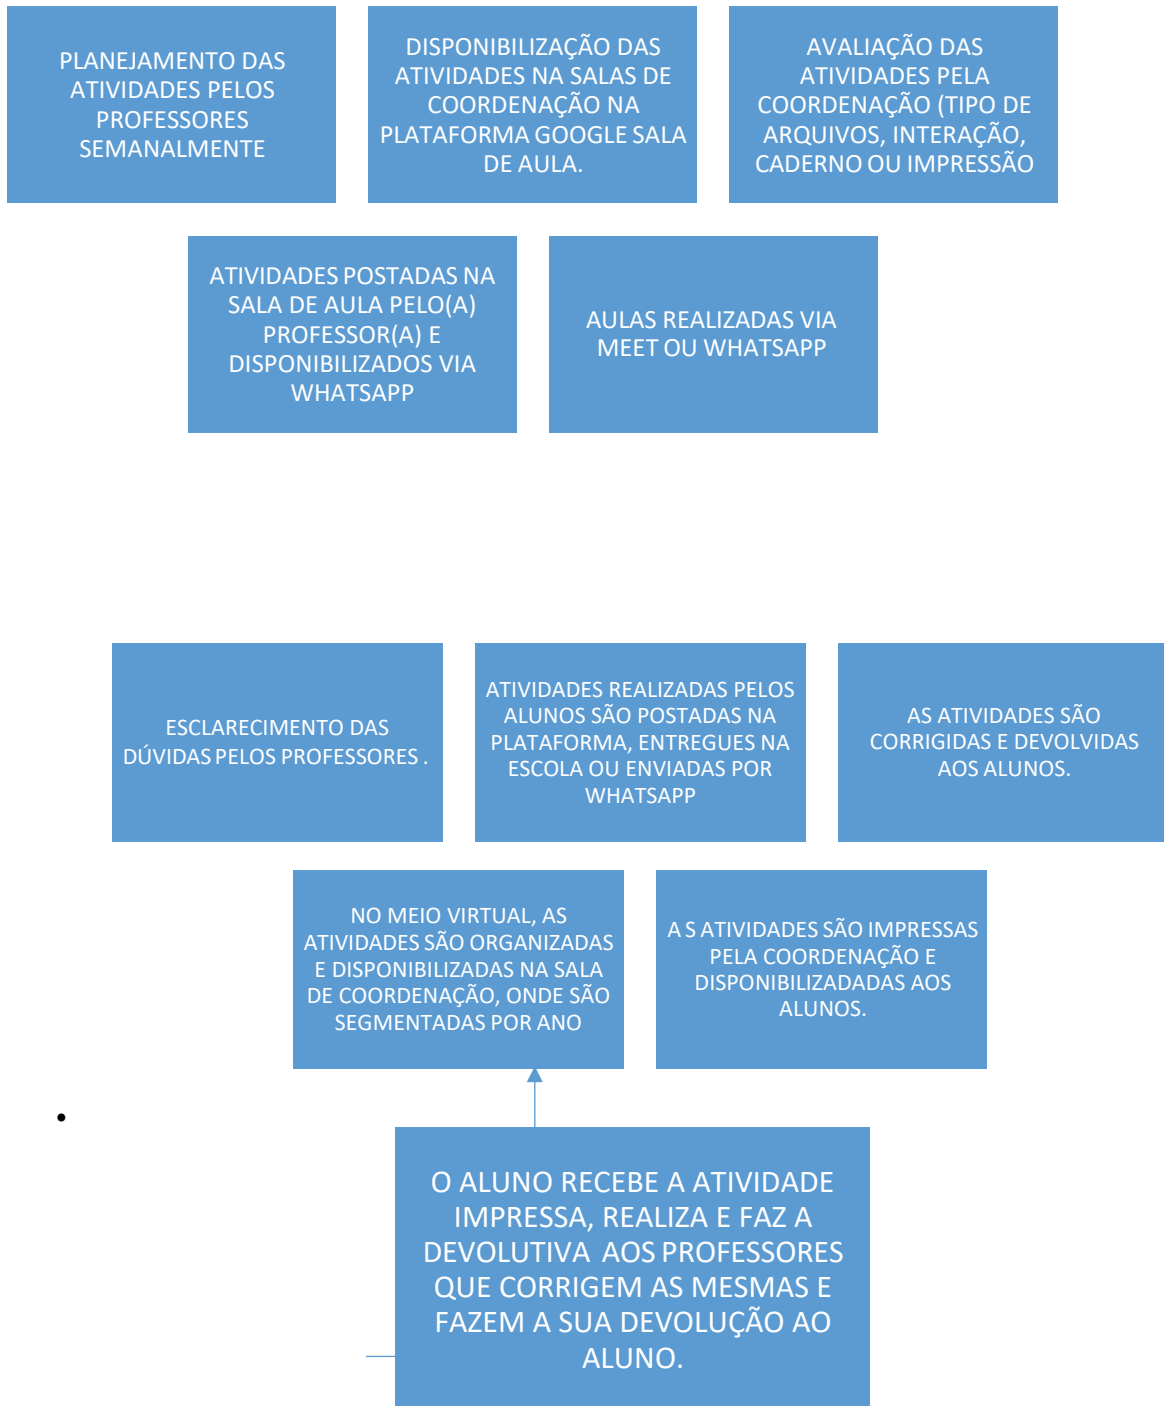 PLANEJAMENTO DAS
ATIVIDADES PELOS
PROFESSORES
SEMANALMENTE
DISPONIBILIZAÇÃO DAS
ATIVIDADES NA SALAS DE
COORDENAÇÃO NA
PLATAFORMA GOOGLE SALA
DE AULA.
AVALIAÇÃO DAS
ATIVIDADES PELA
COORDENAÇÃO (TIPO DE
ARQUIVOS, INTERAÇÃO,
CADERNO OU IMPRESSÃO
ATIVIDADES POSTADAS NA
SALA DE AULA PELO(A)
PROFESSOR(A) E
DISPONIBILIZADOS VIA
WHATSAPP
AULAS REALIZADAS VIA
MEET OU WHATSAPP
ESCLARECIMENTO DAS
DÚVIDAS PELOS PROFESSORES .
ATIVIDADES REALIZADAS PELOS
ALUNOS SÃO POSTADAS NA
PLATAFORMA, ENTREGUES NA
ESCOLA OU ENVIADAS POR
WHATSAPP
AS ATIVIDADES SÃO
CORRIGIDAS E DEVOLVIDAS
AOS ALUNOS.
NO MEIO VIRTUAL, AS
ATIVIDADES SÃO ORGANIZADAS
E DISPONIBILIZADAS NA SALA
DE COORDENAÇÃO, ONDE SÃO
SEGMENTADAS POR ANO
A S ATIVIDADES SÃO IMPRESSAS
PELA COORDENAÇÃO E
DISPONIBILIZADADAS AOS
ALUNOS.
•
O ALUNO RECEBE A ATIVIDADE
IMPRESSA, REALIZA E FAZ A
DEVOLUTIVA  AOS PROFESSORES
QUE CORRIGEM AS MESMAS E
FAZEM A SUA DEVOLUÇÃO AO
ALUNO.